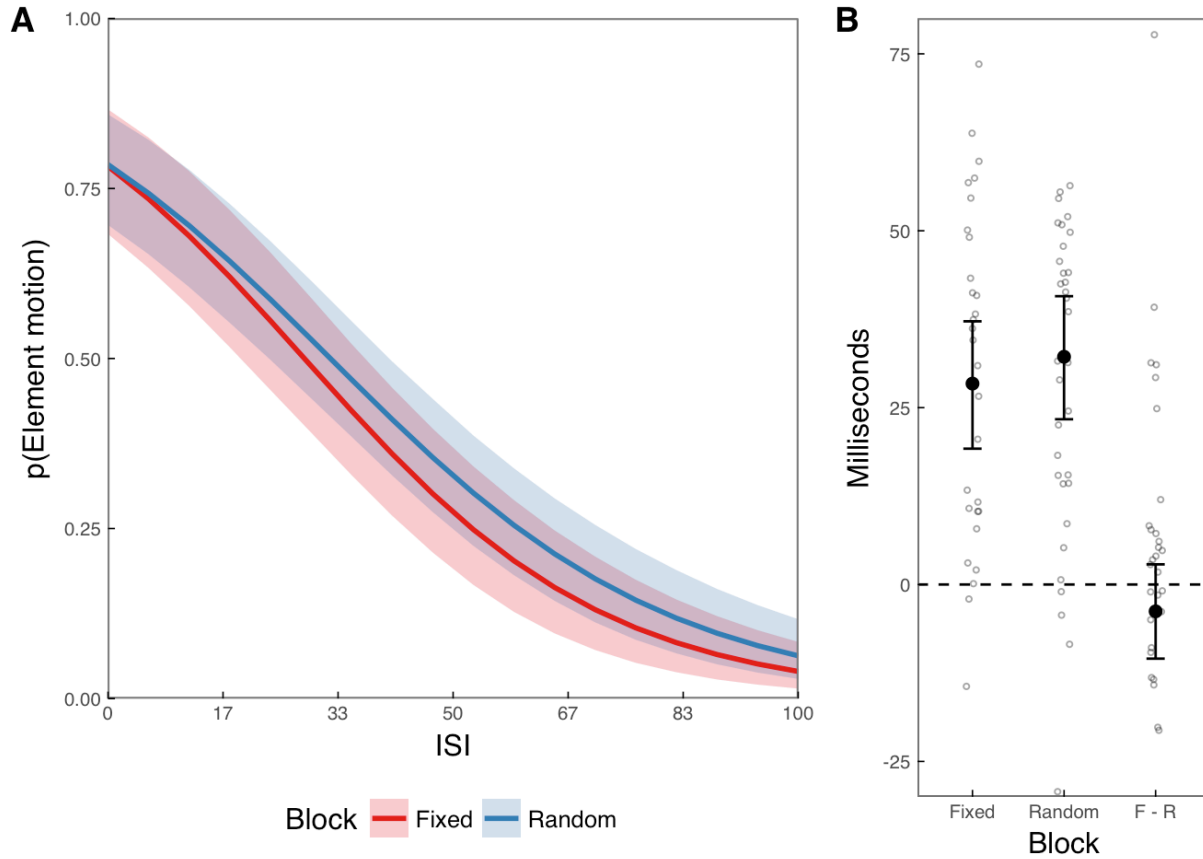 A
1.00
0.75
0.50
0.25
0.00
p(Element motion)
0 17 33 50 67 83 100
ISI
Block Fixed Random
B
75
50
25
0
-25
Milliseconds
Fixed Random F - R
Block